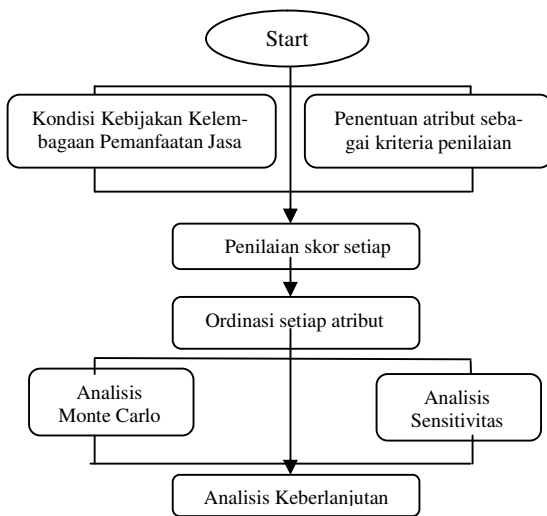 Start
Kondisi Kebijakan Kelem-
bagaan Pemanfaatan Jasa
Penentuan atribut seba-
gai kriteria penilaian
Penilaian skor setiap
Ordinasi setiap atribut
Analisis
Monte Carlo
Analisis
Sensitivitas
Analisis Keberlanjutan